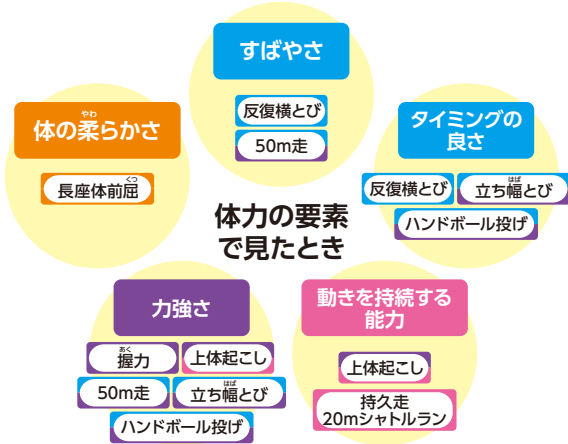 すばやさ
反復横とび
50m走
体の柔らかさ
やわ
長座体前屈
くつ
タイミングの
良さ
反復横とび
立ち幅とび
はば
ハンドボール投げ
体力の要素
で見たとき
力強さ
握力
あく
上体起こし
50m走
立ち幅とび
はば
ハンドボール投げ
動きを持続する
能力
上体起こし
持久走
20mシャトルラン